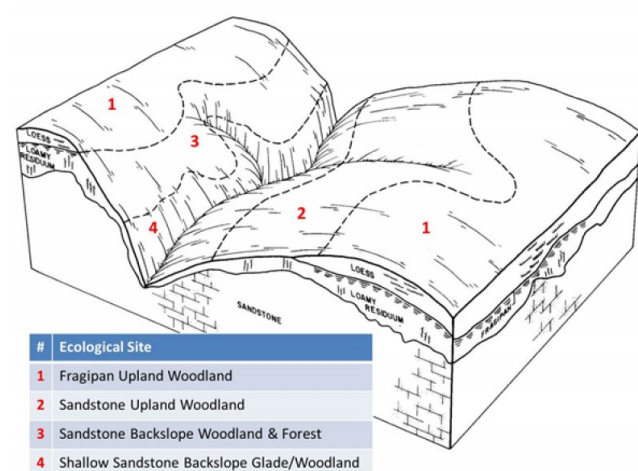 1
LOESS
LOAMY
RESIDUUM
3
4
2
1
LOESS
LOAMY
RESIDUUM
FRAGIPAN
SANDSTONE
# Ecological Site
1 Fragipan Upland Woodland
2 Sandstone Upland Woodland
3 Sandstone Backslope Woodland & Forest
4 Shallow Sandstone Backslope Glade/Woodland